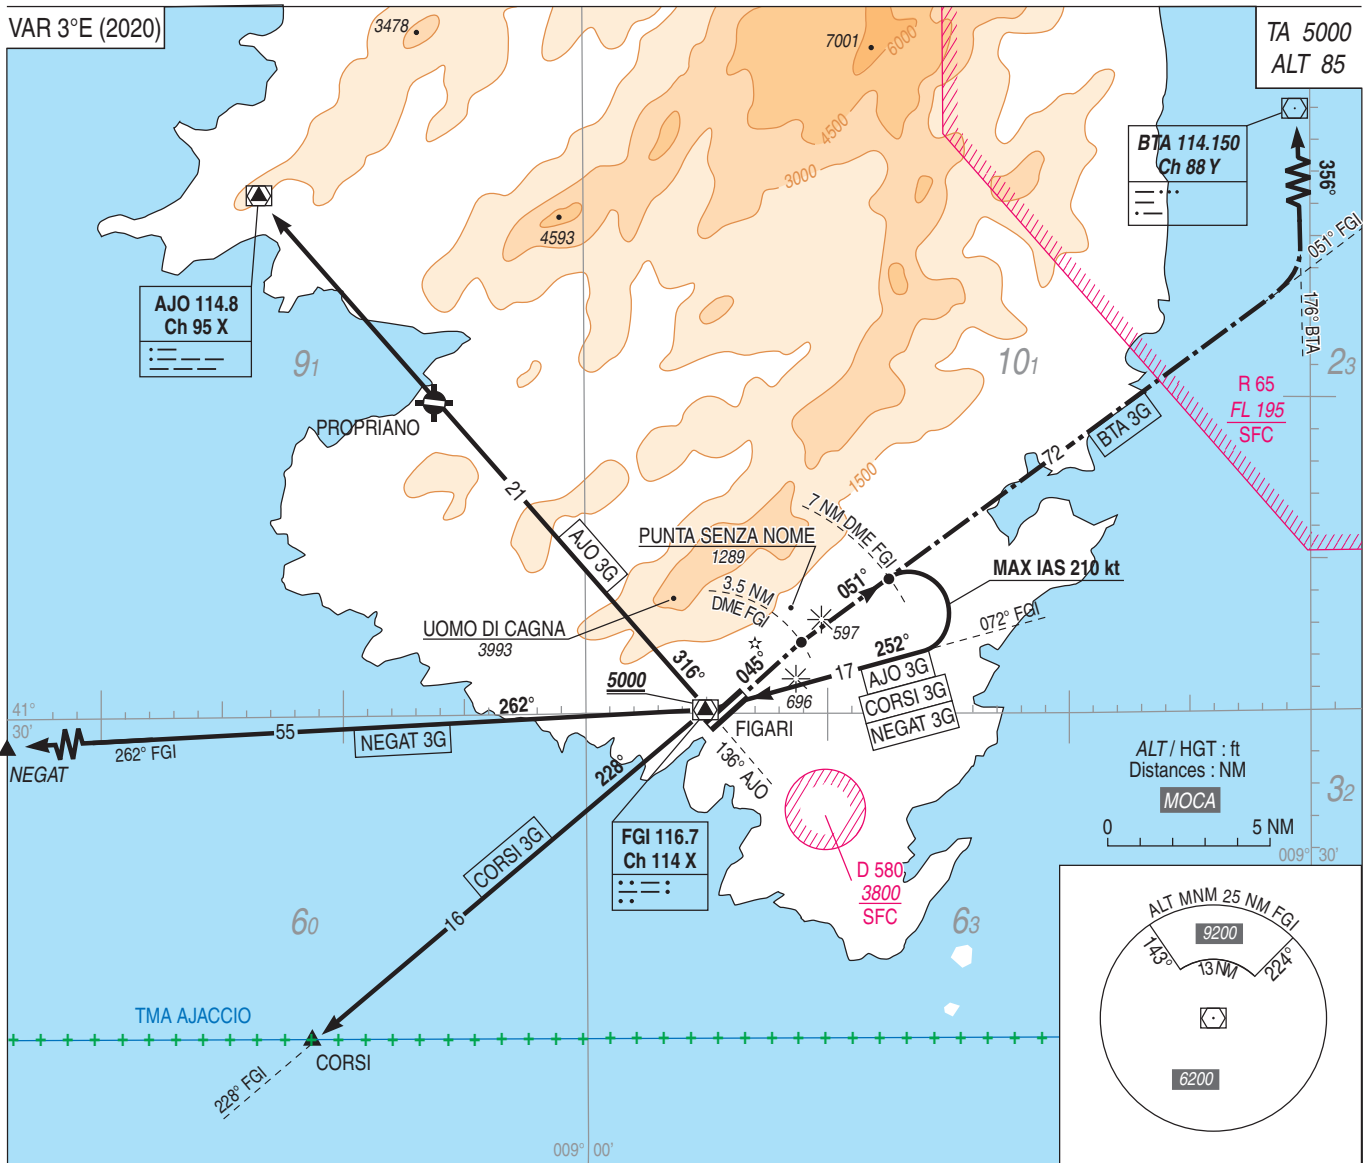 VAR 3°E (2020)
3478
7001
6000
TA 5000
ALT 85
BTA 114.150
Ch 88 Y
356°
4500
3000
4593
051° FGI
176° BTA
AJO 114.8
Ch 95 X
91
101
23
R 65
FL 195
SFC
PROPRIANO
BTA 3G
72
21
1500
7 NM DME FGI
AJO 3G
PUNTA SENZA NOME
1289
3.5 NM
DME FGI
051°
MAX IAS 210 kt
UOMO DI CAGNA
3993
597
072° FGI
252°
316°
045°
17
AJO 3G
CORSI 3G
NEGAT 3G
5000
696
FIGARI
41°
30'
262°
55
NEGAT 3G
262° FGI
NEGAT
136° AJO
228°
ALT / HGT : ft
Distances : NM
MOCA
0 5 NM
32
009° 30'
FGI 116.7
Ch 114 X
CORSI 3G
D 580
3800
SFC
16
60
63
ALT MNM 25 NM FGI
9200
143°
13 NM
224°
6200
TMA AJACCIO
CORSI
228° FGI
009° 00'